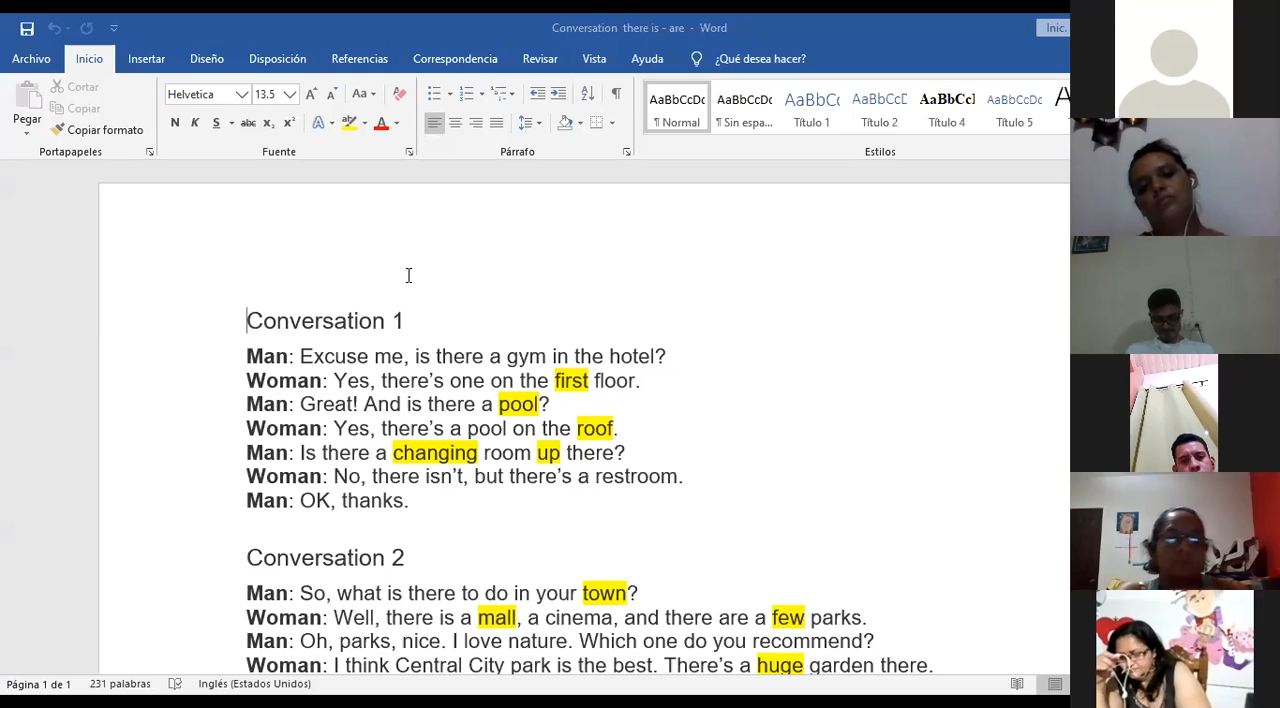 Conversation there is - are - Word
Inic.
Archivo Inicio Insertar Diseño Disposición Referencias Correspondencia Revisar Vista Ayuda ¿Qué desea hacer?
Pegar
Cortar
Copiar
Copiar formato
Portapapeles
Helvetica 13.5
N K S abc x₂ x²
Fuente
Párrafo
AaBbCcDc AaBbCcDc AaBbCc AaBbCcD AaBbCcI AaBbCcDc
¶ Normal ¶ Sin espa... Título 1 Título 2 Título 4 Título 5
Estilos
Conversation 1
Man: Excuse me, is there a gym in the hotel?
Woman: Yes, there’s one on the first floor.
Man: Great! And is there a pool?
Woman: Yes, there’s a pool on the roof.
Man: Is there a changing room up there?
Woman: No, there isn’t, but there’s a restroom.
Man: OK, thanks.
Conversation 2
Man: So, what is there to do in your town?
Woman: Well, there is a mall, a cinema, and there are a few parks.
Man: Oh, parks, nice. I love nature. Which one do you recommend?
Woman: I think Central City park is the best. There’s a huge garden there.
Página 1 de 1 231 palabras Inglés (Estados Unidos)